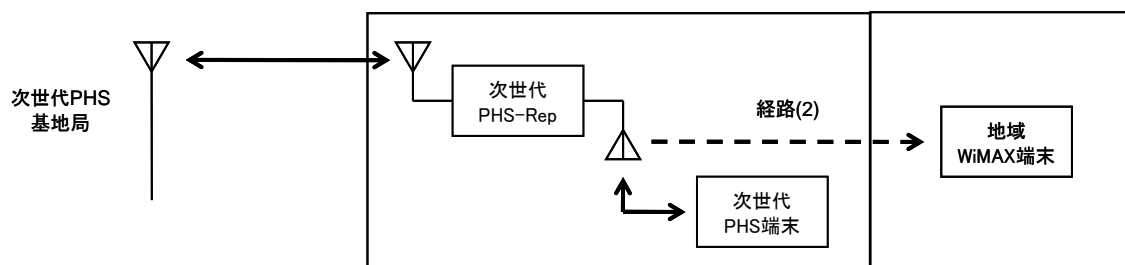 次世代PHS
基地局
次世代
PHS-Rep
経路(2)
地域
WiMAX端末
次世代
PHS端末